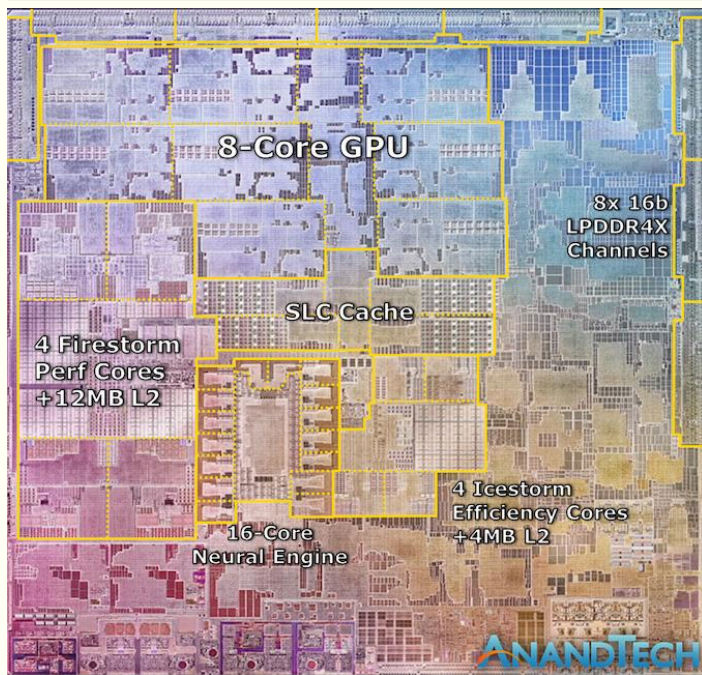 8-Core GPU
8x 16b
LPDDR4X
Channels
SLC Cache
4 Firestorm
Perf Cores
+12MB L2
4 Icestorm
Efficiency Cores
+4MB L2
16-Core
Neural Engine
ANANDTECH